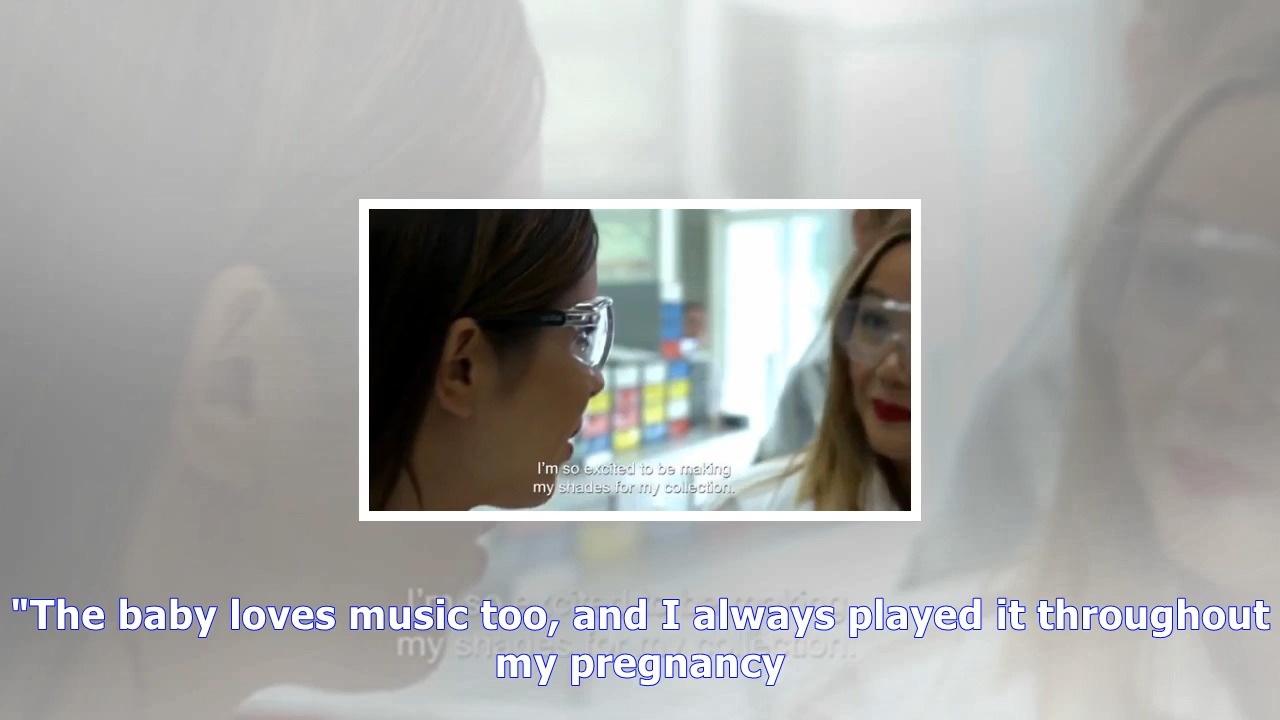 I'm so excited to be making
my shades for my collection.
"The baby loves music too, and I always played it throughout
my pregnancy